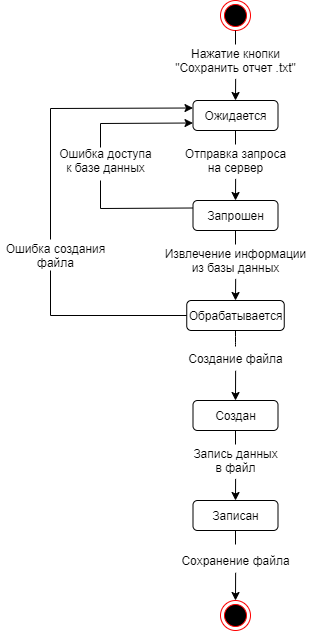 Нажатие кнопки
"Сохранить отчет .txt"
Ожидается
Ошибка доступа
к базе данных
Отправка запроса
на сервер
Запрошен
Извлечение информации
из базы данных
Ошибка создания
файла
Обрабатывается
Создание файла
Создан
Запись данных
в файл
Записан
Сохранение файла